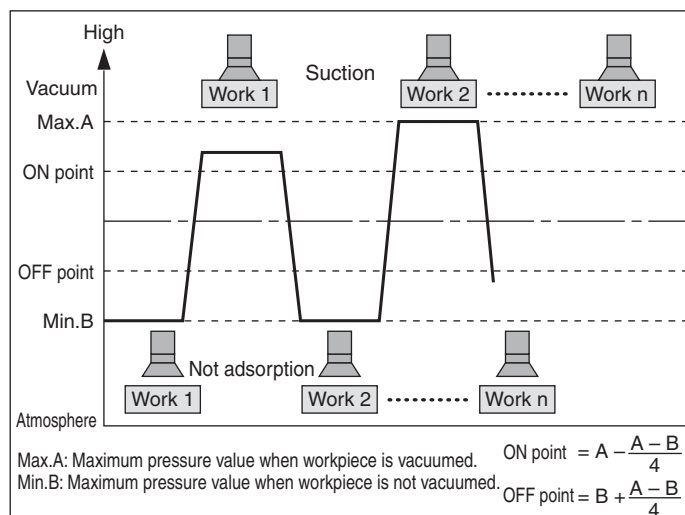 High
Suction
Vacuum
Work 1
Work 2
Work n
Max.A
ON point
OFF point
Min.B
Not adsorption
Work 1
Work 2
Work n
Atmosphere
Max.A: Maximum pressure value when workpiece is vacuumed.
Min.B: Maximum pressure value when workpiece is not vacuumed.
ON point = A − (A − B)/4
OFF point = B + (A − B)/4